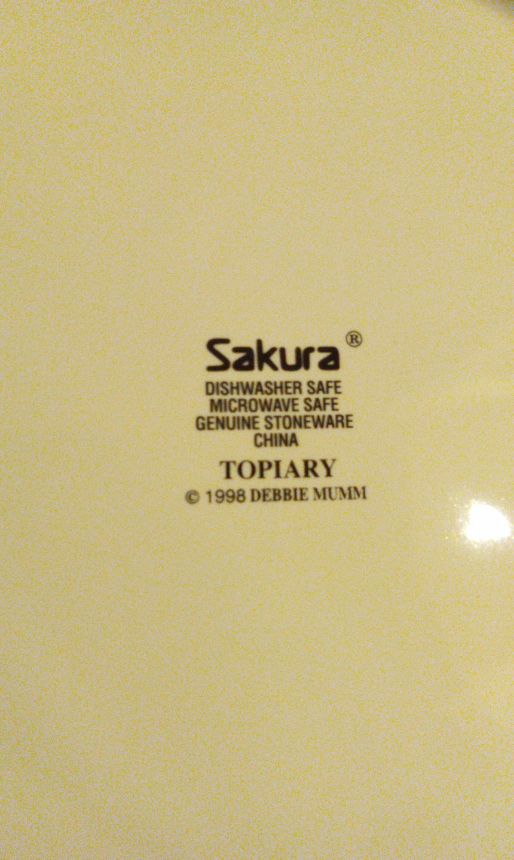 Sakura®
DISHWASHER SAFE
MICROWAVE SAFE
GENUINE STONEWARE
CHINA
TOPIARY
© 1998 DEBBIE MUMM